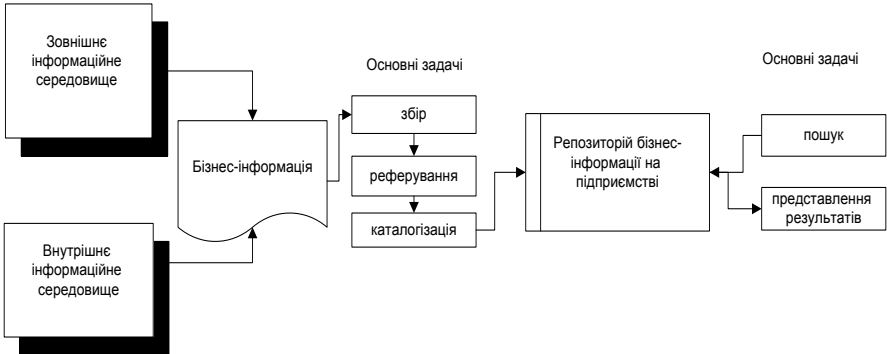 Зовнішнє
інформаційне
середовище
Внутрішнє
інформаційне
середовище
Бізнес-інформація
Основні задачі
збір
реферування
каталогізація
Репозиторій бізнес-
інформації на
підприємстві
Основні задачі
пошук
представлення
результатів